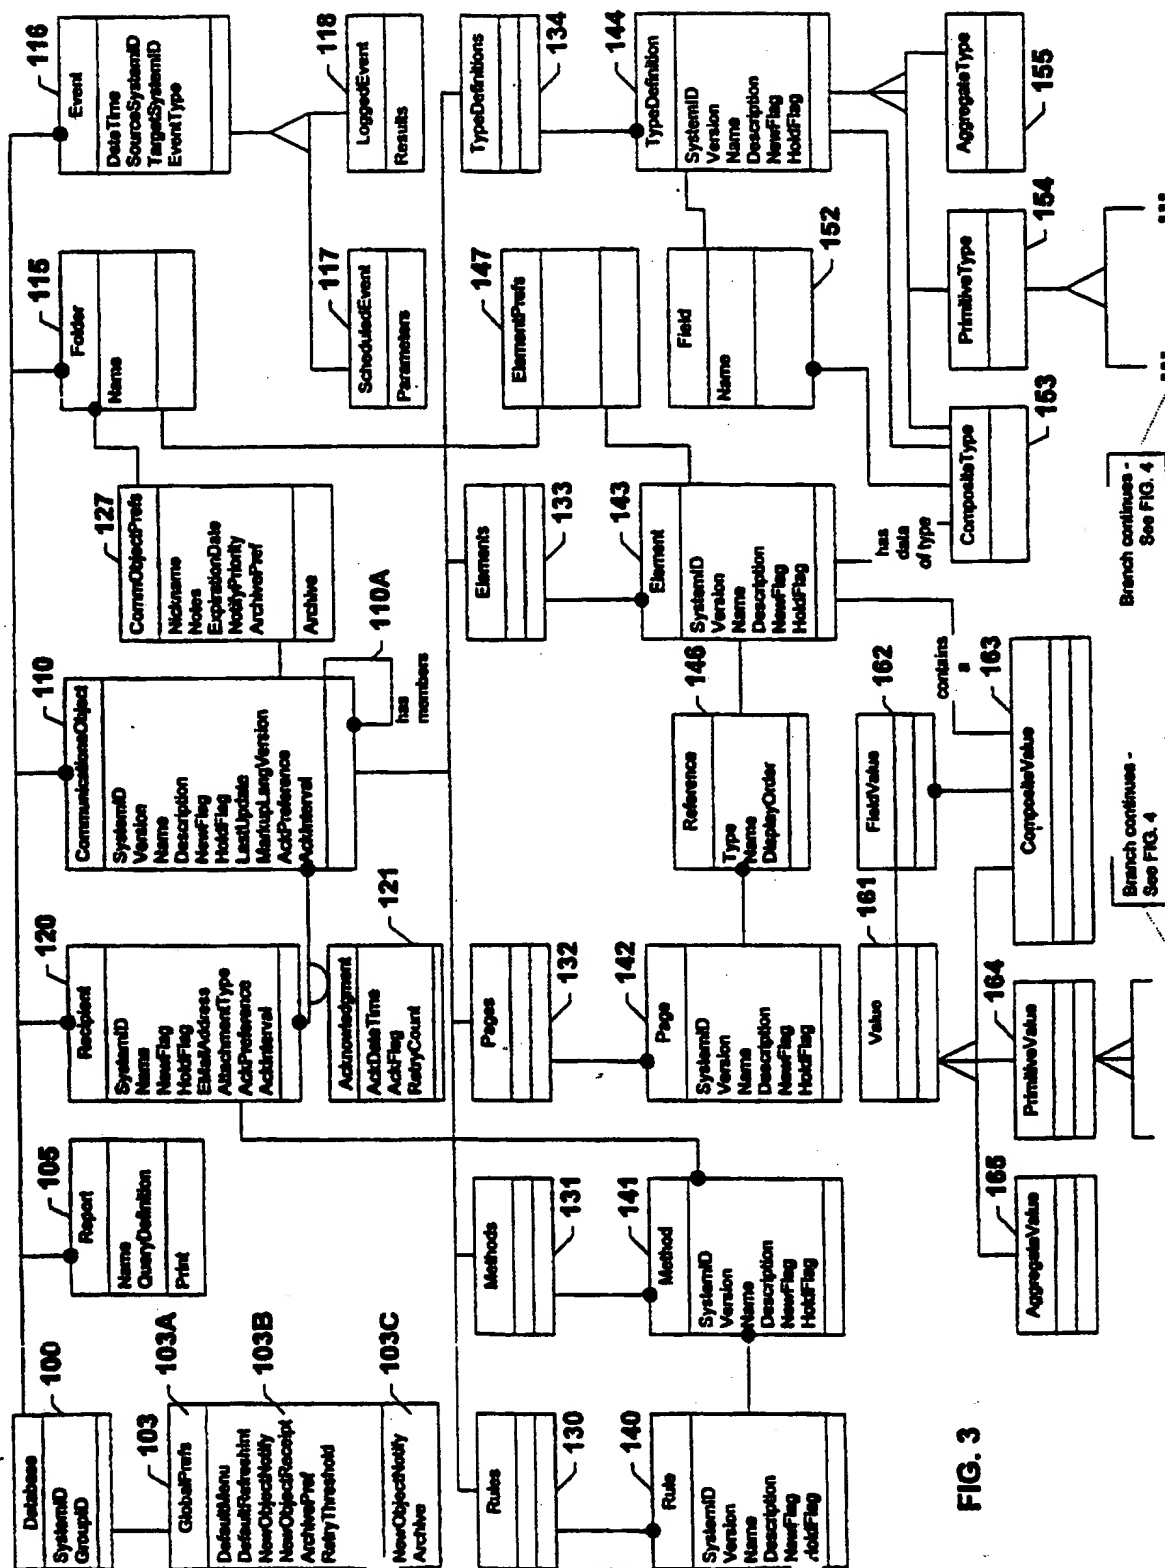 Database
SystemID
GroupID
100
103
103A
GlobalPrefs
DefaultMenu
DefaultRefreshInt
NewObjectNotify
NewObjectReceipt
ArchivePref
RetryThreshold
103B
NewObjectNotify
Archive
103C
105
Report
Name
QueryDefinition
Print
120
Recipient
SystemID
Name
NewFlag
HoldFlag
EMailAddress
AttachmentType
AckPreference
AckInterval
Acknowledgment
AckDateTime
AckFlag
RetryCount
121
110
CommunicationsObject
SystemID
Version
Name
Description
NewFlag
HoldFlag
LastUpdate
MarkupLangVersion
AckPreference
AckInterval
110A
has
members
127
CommObjectPrefs
Nickname
Notes
ExpirationDate
NotifyPriority
ArchivePref
Archive
115
Folder
Name
116
Event
DateTime
SourceSystemID
TargetSystemID
EventType
117
ScheduledEvent
Parameters
118
LoggedEvent
Results
Rules
130
Methods
131
Pages
132
Elements
133
147
ElementPrefs
TypeDefinitions
134
140
Rule
SystemID
Version
Name
Description
NewFlag
HoldFlag
141
Method
SystemID
Version
Name
Description
NewFlag
HoldFlag
142
Page
SystemID
Version
Name
Description
NewFlag
HoldFlag
146
Reference
Type
Name
DisplayOrder
143
Element
SystemID
Version
Name
Description
NewFlag
HoldFlag
Field
Name
152
144
TypeDefinition
SystemID
Version
Name
Description
NewFlag
HoldFlag
has
data
of type
contains
a
161
Value
162
FieldValue
163
CompositeValue
164
PrimitiveValue
165
AggregateValue
CompositeType
153
PrimitiveType
154
AggregateType
155
Branch continues -
See FIG. 4
Branch continues -
See FIG. 4
FIG. 3